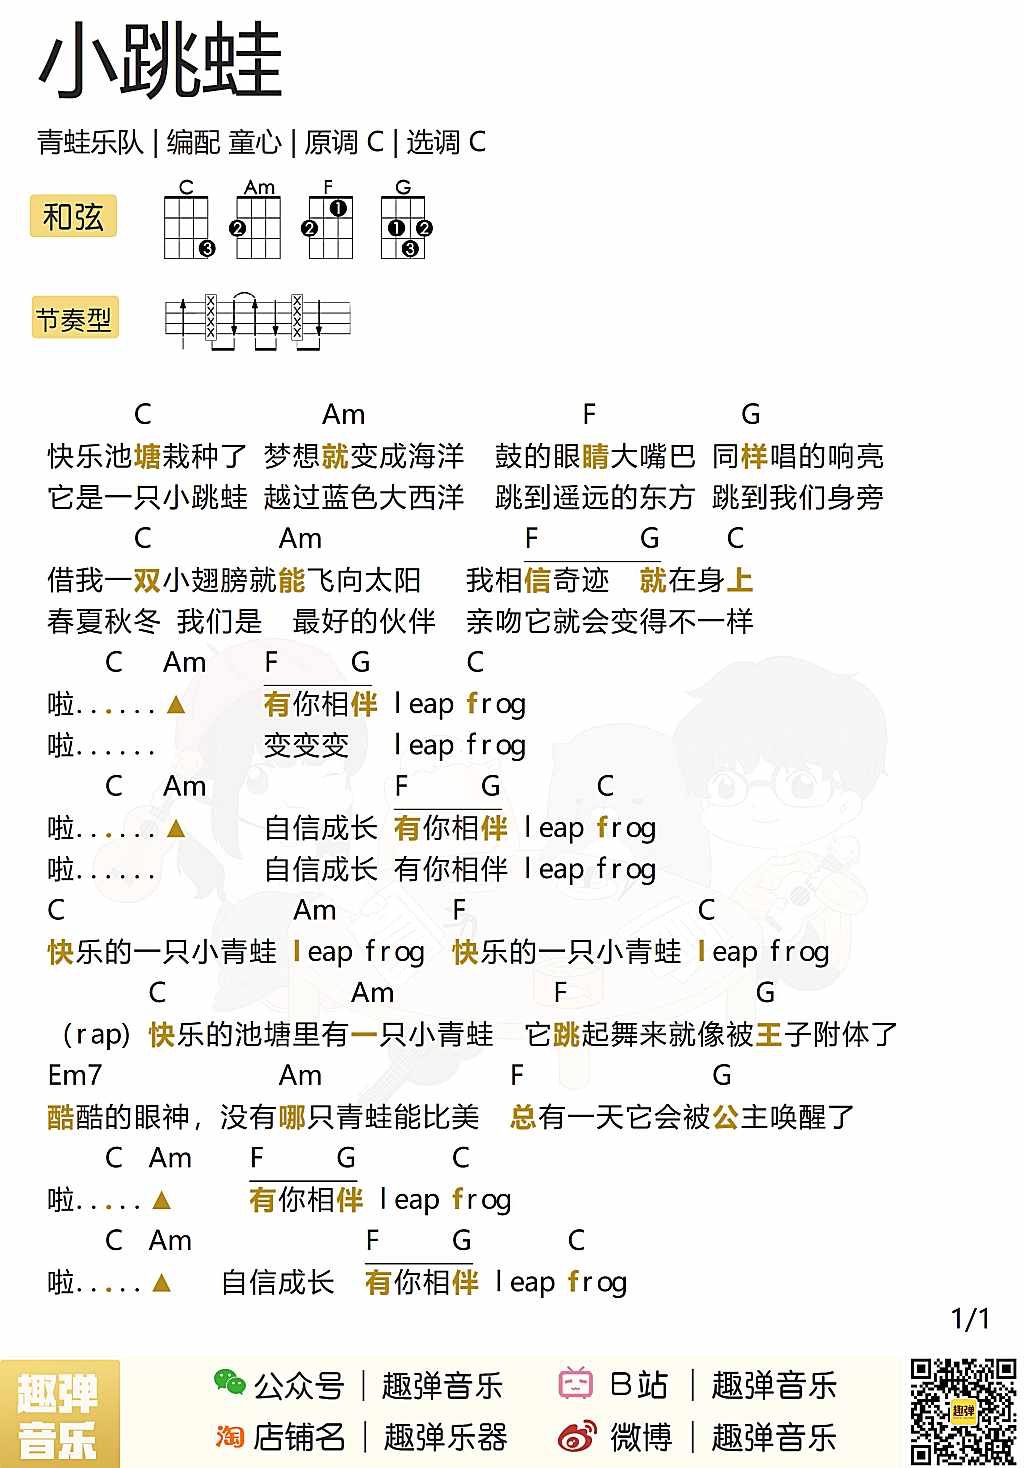 小跳蛙
青蛙乐队 | 编配 童心 | 原调 C | 选调 C
和弦 C Am F G
3 2 2 1 1 2 3
节奏型
C Am F G
快乐池塘栽种了 梦想就变成海洋 鼓的眼睛大嘴巴 同样唱的响亮
它是一只小跳蛙 越过蓝色大西洋 跳到遥远的东方 跳到我们身旁
C Am F G C
借我一双小翅膀就能飞向太阳 我相信奇迹 就在身上
春夏秋冬 我们是 最好的伙伴 亲吻它就会变得不一样
C Am F G C
啦......▲ 有你相伴 leap frog
啦...... 变变变 leap frog
C Am F G C
啦......▲ 自信成长 有你相伴 leap frog
啦...... 自信成长 有你相伴 leap frog
C Am F C
快乐的一只小青蛙 leap frog 快乐的一只小青蛙 leap frog
C Am F G
（rap) 快乐的池塘里有一只小青蛙 它跳起舞来就像被王子附体了
Em7 Am F G
酷酷的眼神，没有哪只青蛙能比美 总有一天它会被公主唤醒了
C Am F G C
啦.....▲ 有你相伴 leap frog
C Am F G C
啦.....▲ 自信成长 有你相伴 leap frog
1/1
趣弹音乐
公众号 | 趣弹音乐 B站 | 趣弹音乐
淘 店铺名 | 趣弹乐器 微博 | 趣弹音乐
趣弹